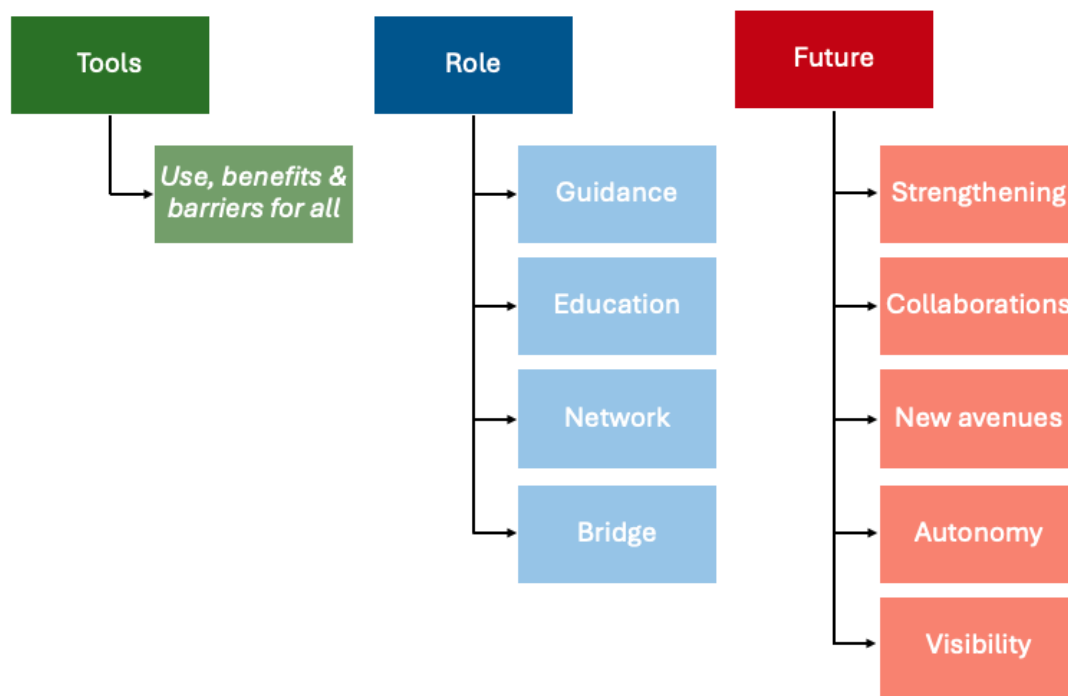 Tools
Use, benefits &
barriers for all
Role
Guidance
Education
Network
Bridge
Future
Strengthening
Collaborations
New avenues
Autonomy
Visibility